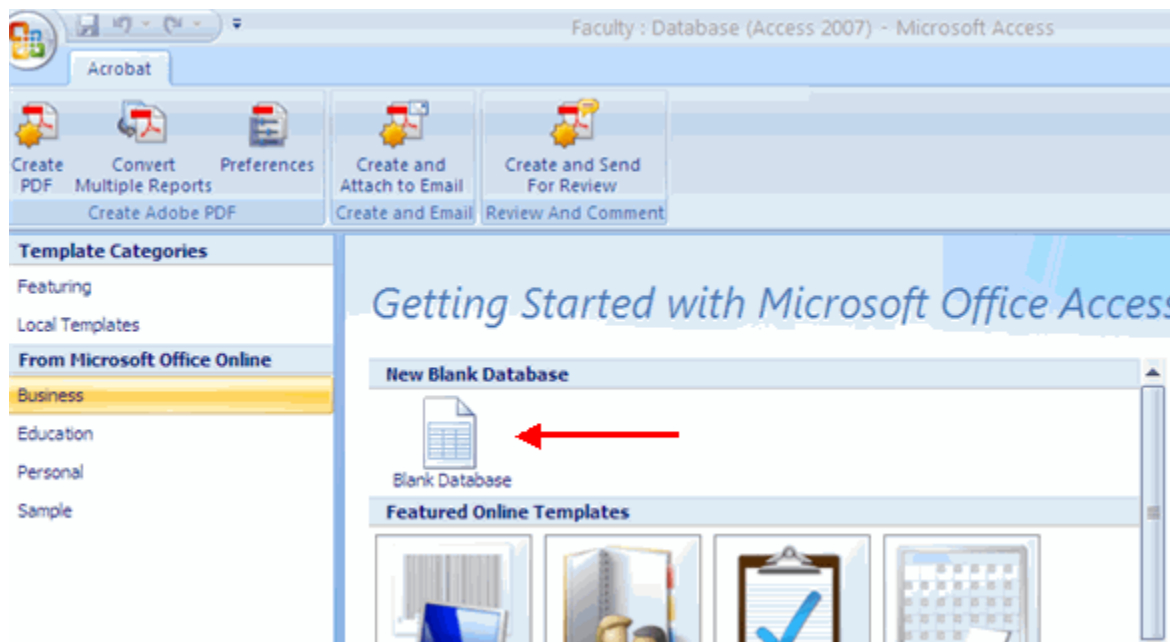 Faculty : Database (Access 2007) - Microsoft Access
Acrobat
Create PDF
Convert Multiple Reports
Preferences
Create and Attach to Email
Create and Send For Review
Create Adobe PDF
Create and Email
Review And Comment
Template Categories
Featuring
Local Templates
From Microsoft Office Online
Business
Education
Personal
Sample
Getting Started with Microsoft Office Access
New Blank Database
Blank Database
Featured Online Templates